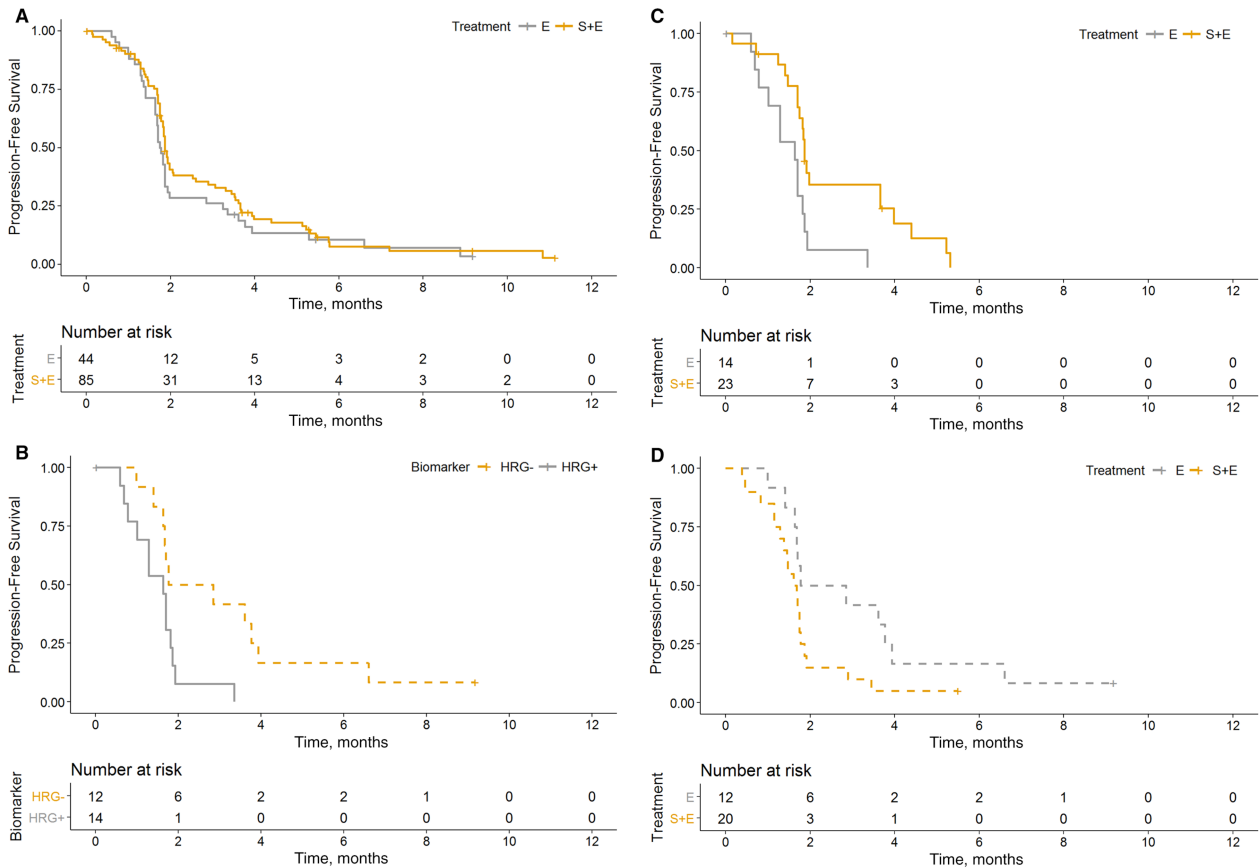 A
Treatment E S+E
Progression-Free Survival
1.00
0.75
0.50
0.25
0.00
0 2 4 6 8 10 12
Time, months
Number at risk
Treatment
E 44 12 5 3 2 0 0
S+E 85 31 13 4 3 2 0
0 2 4 6 8 10 12
Time, months
B
Biomarker HRG- HRG+
Progression-Free Survival
1.00
0.75
0.50
0.25
0.00
0 2 4 6 8 10 12
Time, months
Number at risk
Biomarker
HRG- 12 6 2 2 1 0 0
HRG+ 14 1 0 0 0 0 0
0 2 4 6 8 10 12
Time, months
C
Treatment E S+E
Progression-Free Survival
1.00
0.75
0.50
0.25
0.00
0 2 4 6 8 10 12
Time, months
Number at risk
Treatment
E 14 1 0 0 0 0 0
S+E 23 7 3 0 0 0 0
0 2 4 6 8 10 12
Time, months
D
Treatment E S+E
Progression-Free Survival
1.00
0.75
0.50
0.25
0.00
0 2 4 6 8 10 12
Time, months
Number at risk
Treatment
E 12 6 2 2 1 0 0
S+E 20 3 1 0 0 0 0
0 2 4 6 8 10 12
Time, months